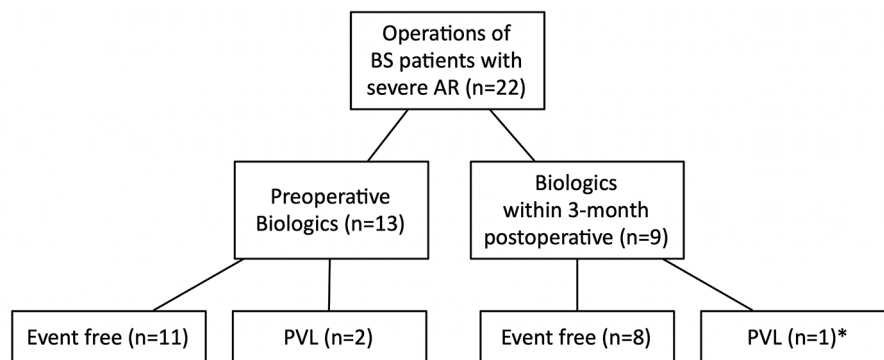 Operations of
BS patients with
severe AR (n=22)
Preoperative
Biologics (n=13)
Biologics
within 3-month
postoperative (n=9)
Event free (n=11)
PVL (n=2)
Event free (n=8)
PVL (n=1)*